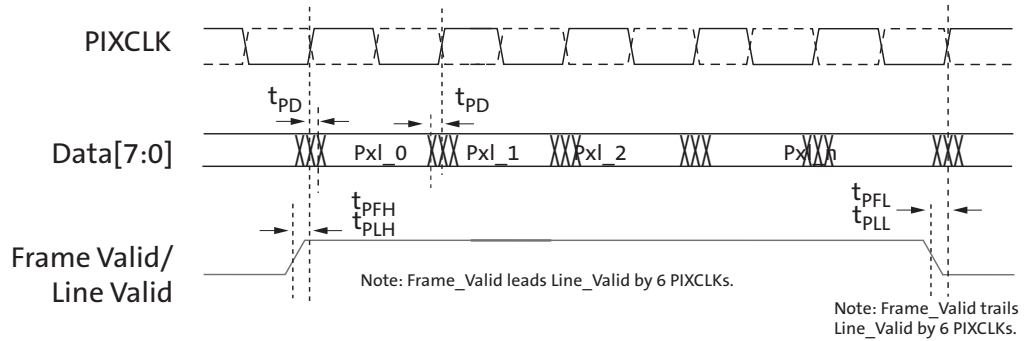 PIXCLK
tPD
tPD
Data[7:0]
Pxl_0
Pxl_1
Pxl_2
Pxl_n
tPFH
tPLH
tPFL
tPLL
Frame Valid/
Line Valid
Note: Frame_Valid leads Line_Valid by 6 PIXCLKs.
Note: Frame_Valid trails
Line_Valid by 6 PIXCLKs.